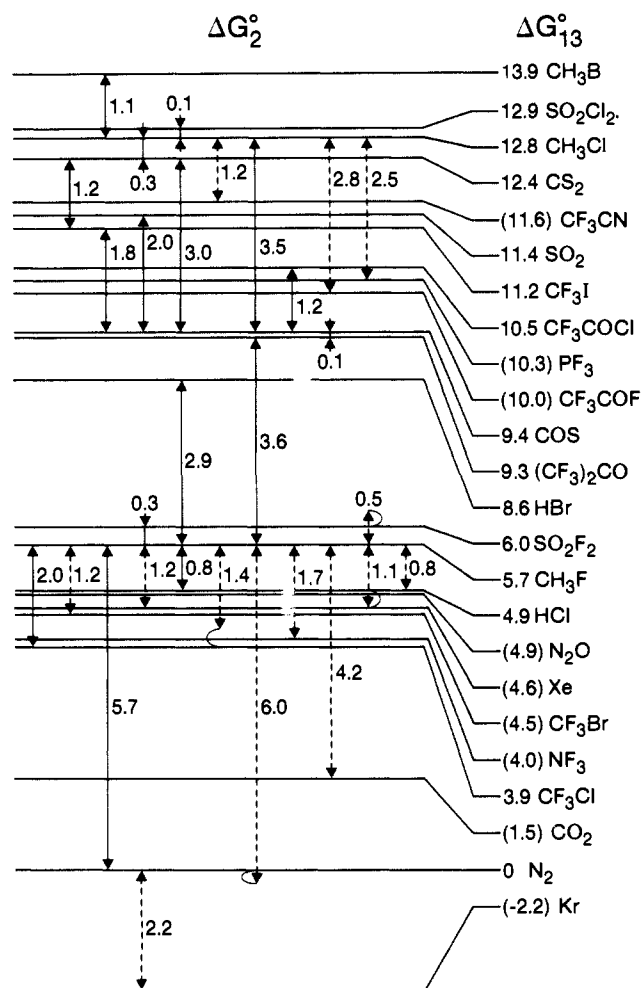 ΔG°₂ ΔG°₁₃
13.9 CH₃B
1.1 0.1
12.9 SO₂Cl₂.
12.8 CH₃Cl
0.3
1.2 1.2 2.8 2.5
12.4 CS₂
(11.6) CF₃CN
1.8 2.0 3.0 3.5
11.4 SO₂
11.2 CF₃I
1.2
10.5 CF₃COCl
(10.3) PF₃
0.1
(10.0) CF₃COF
9.4 COS
2.9 3.6
9.3 (CF₃)₂CO
0.3 0.5
8.6 HBr
6.0 SO₂F₂
2.0 1.2 1.2 0.8 1.4 1.7 1.1 0.8
5.7 CH₃F
4.9 HCl
(4.9) N₂O
4.2
(4.6) Xe
5.7 6.0
(4.5) CF₃Br
(4.0) NF₃
3.9 CF₃Cl
(1.5) CO₂
0 N₂
2.2
(-2.2) Kr